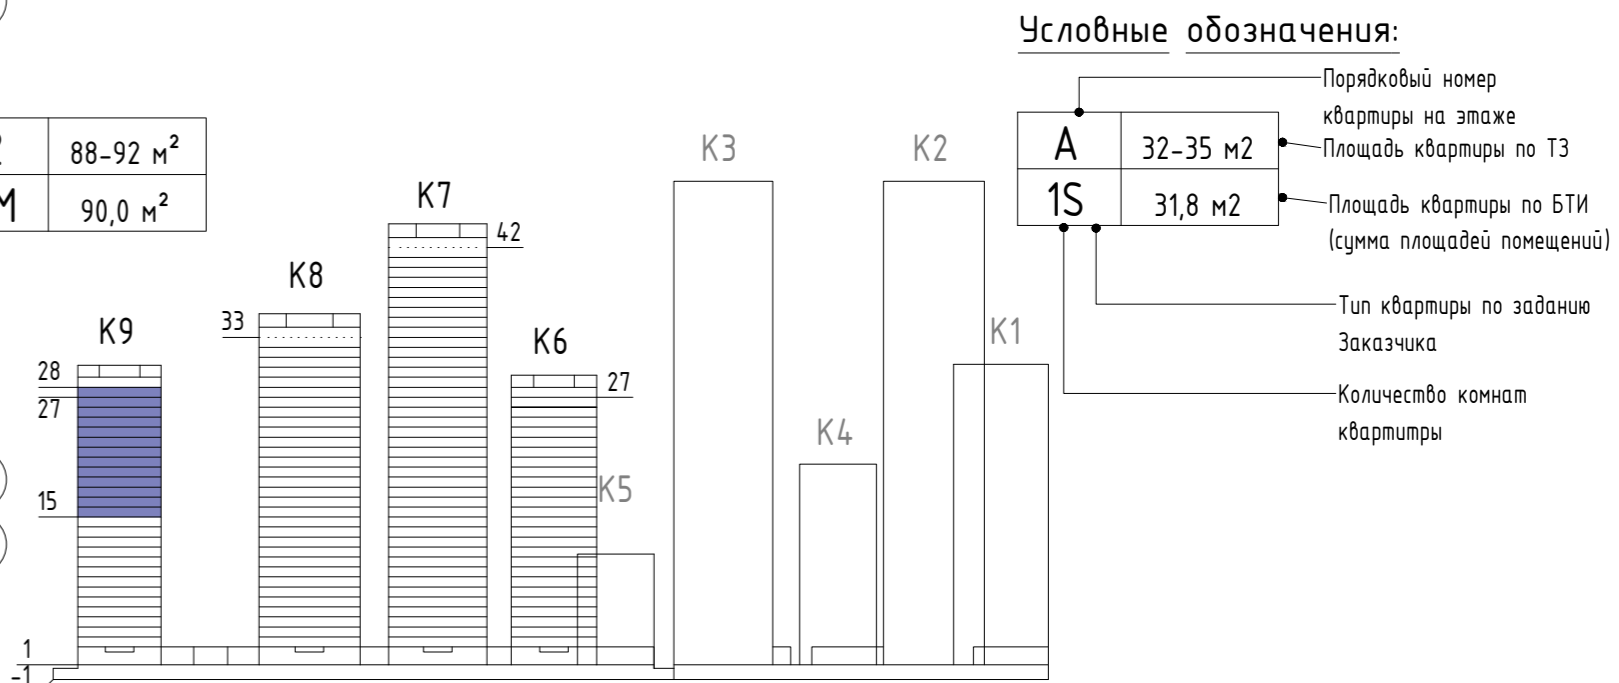 Условные обозначения:
Порядковый номер
квартиры на этаже
А
32-35 м2
Площадь квартиры по ТЗ
1S
31,8 м2
Площадь квартиры по БТИ
(сумма площадей помещений)
Тип квартиры по заданию
Заказчика
Количество комнат
квартитры
88-92 м²
М
90,0 м²
К3
К2
К7
42
К8
33
К9
К6
К1
28
27
27
К4
15
К5
1
-1